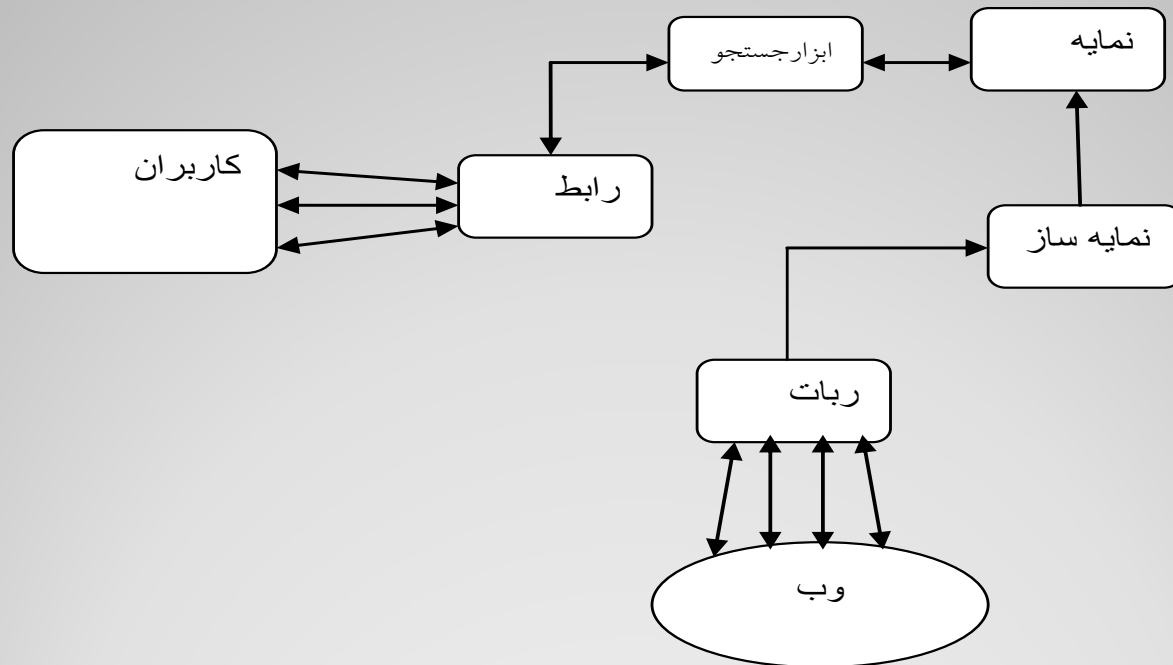 نمایه
ابزارجستجو
کاربران
رابط
نمایه ساز
ربات
وب